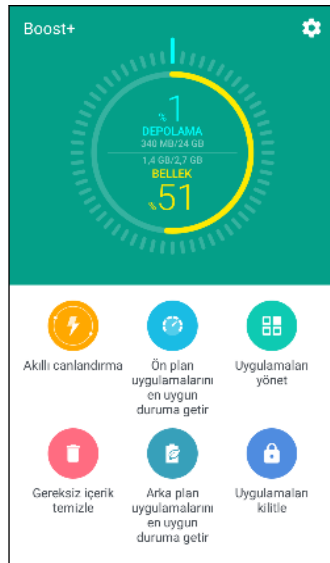 Boost+
%1
DEPOLAMA
340 MB/24 GB
1,4 GB/2,7 GB
BELLEK
%51
Akıllı canlandırma
Ön plan
uygulamalarını
en uygun
duruma getir
Uygulamaları
yönet
Gereksiz içerik
temizle
Arka plan
uygulamalarını
en uygun
duruma getir
Uygulamaları
kilitle